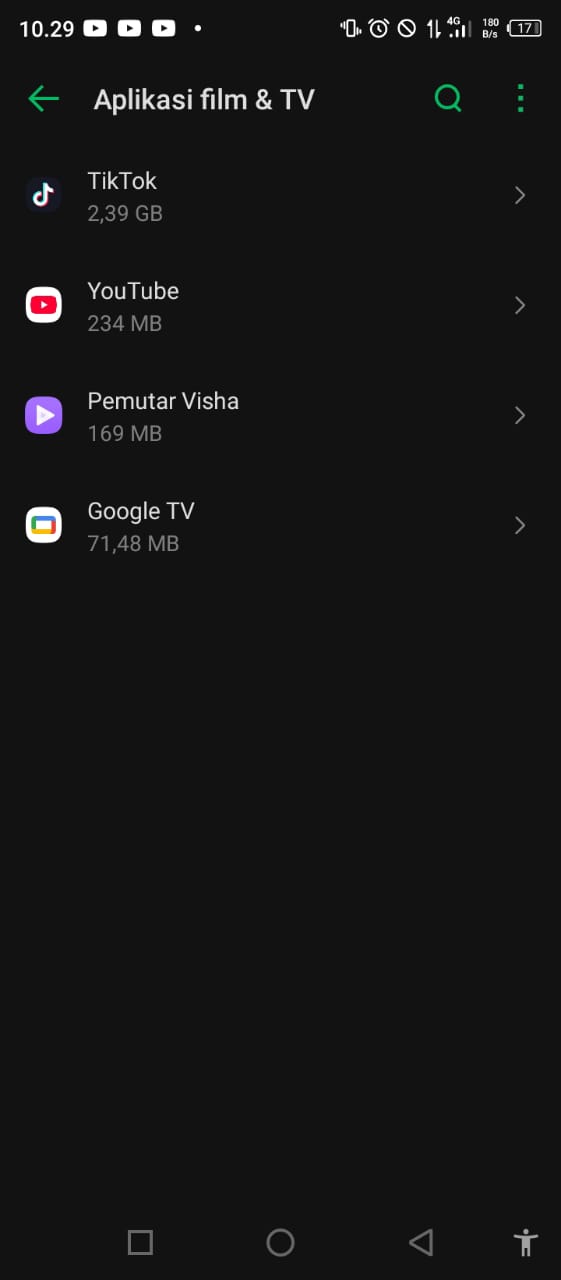 10.29
4G
180
B/s
17
Aplikasi film & TV
TikTok
2,39 GB
YouTube
234 MB
Pemutar Visha
169 MB
Google TV
71,48 MB